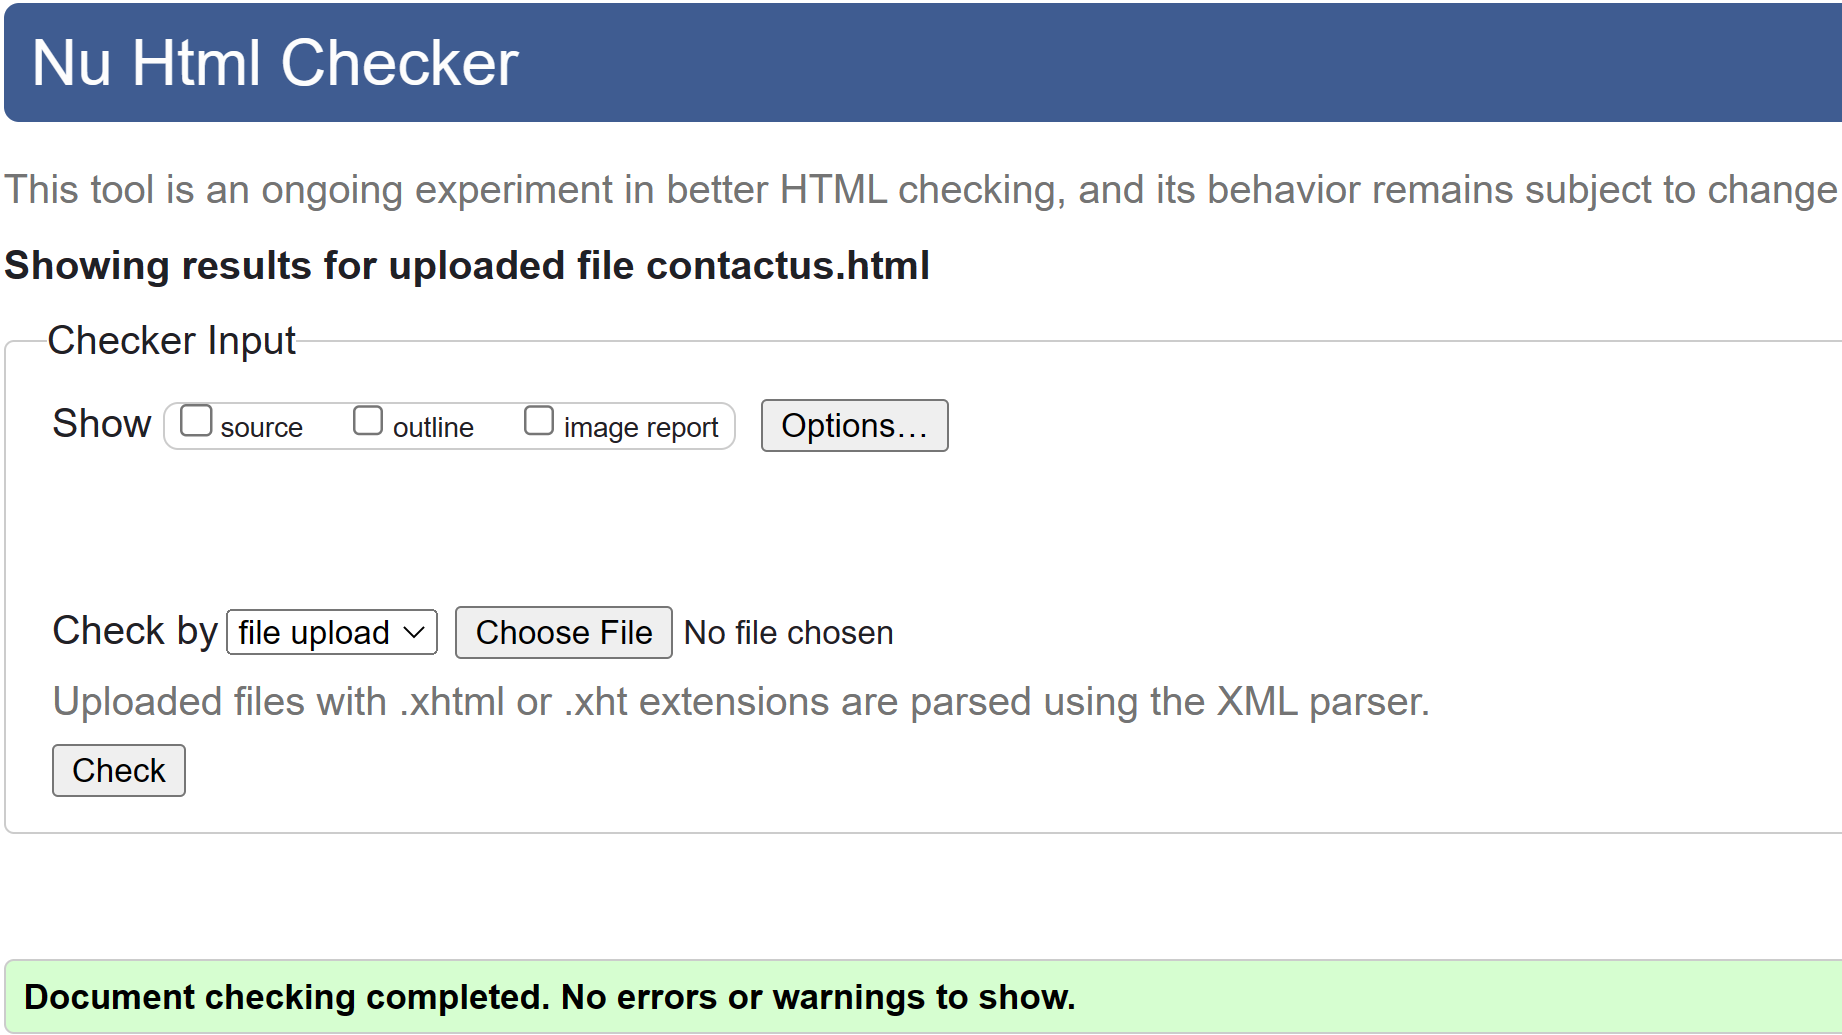 Nu Html Checker
This tool is an ongoing experiment in better HTML checking, and its behavior remains subject to change
Showing results for uploaded file contactus.html
Checker Input
Show source outline image report Options…
Check by file upload Choose File No file chosen
Uploaded files with .xhtml or .xht extensions are parsed using the XML parser.
Check
Document checking completed. No errors or warnings to show.